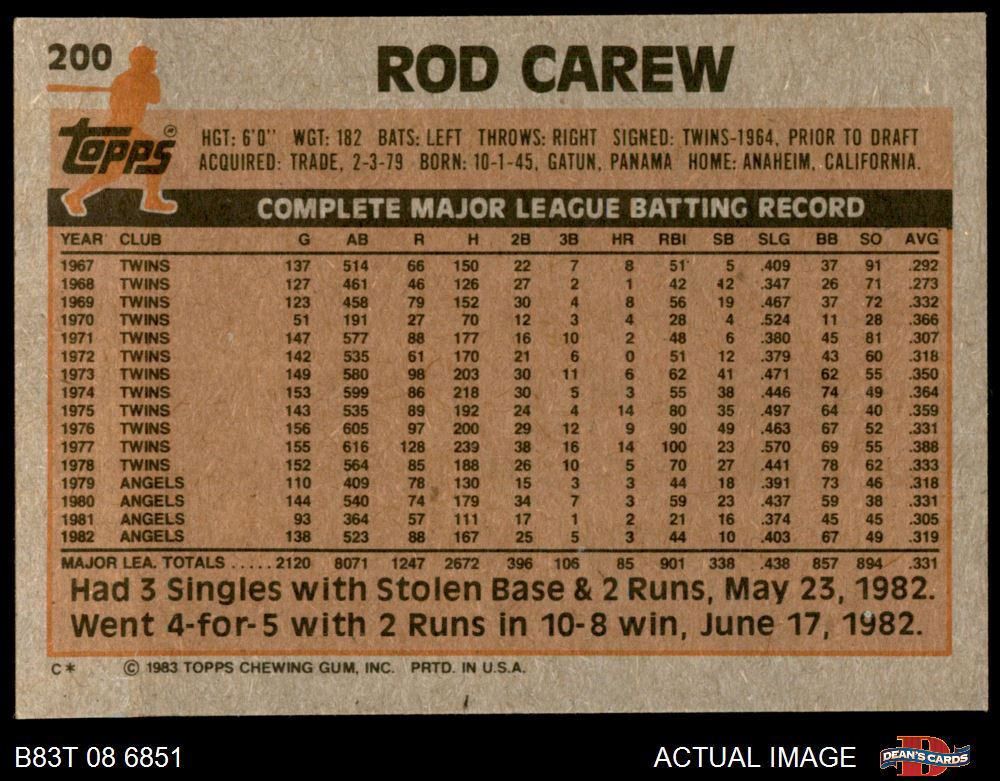 200
ROD CAREW
Topps®
HGT: 6'0" WGT: 182 BATS: LEFT THROWS: RIGHT SIGNED: TWINS-1964, PRIOR TO DRAFT
ACQUIRED: TRADE, 2-3-79 BORN: 10-1-45, GATUN, PANAMA HOME: ANAHEIM, CALIFORNIA.
COMPLETE MAJOR LEAGUE BATTING RECORD
YEAR CLUB G AB R H 2B 3B HR RBI SB SLG BB SO AVG
1967 TWINS 137 514 66 150 22 7 8 51 5 .409 37 91 .292
1968 TWINS 127 461 46 126 27 2 1 42 42 .347 26 71 .273
1969 TWINS 123 458 79 152 30 4 8 56 19 .467 37 72 .332
1970 TWINS 51 191 27 70 12 3 4 28 4 .524 11 28 .366
1971 TWINS 147 577 88 177 16 10 2 48 6 .380 45 81 .307
1972 TWINS 142 535 61 170 21 6 0 51 12 .379 43 60 .318
1973 TWINS 149 580 98 203 30 11 6 62 41 .471 62 55 .350
1974 TWINS 153 599 86 218 30 5 3 55 38 .446 74 49 .364
1975 TWINS 143 535 89 192 24 4 14 80 35 .497 64 40 .359
1976 TWINS 156 605 97 200 29 12 9 90 49 .463 67 52 .331
1977 TWINS 155 616 128 239 38 16 14 100 23 .570 69 55 .388
1978 TWINS 152 564 85 188 26 10 5 70 27 .441 78 62 .333
1979 ANGELS 110 409 78 130 15 3 3 44 18 .391 73 46 .318
1980 ANGELS 144 540 74 179 34 7 3 59 23 .437 59 38 .331
1981 ANGELS 93 364 57 111 17 1 2 21 16 .374 45 45 .305
1982 ANGELS 138 523 88 167 25 5 3 44 10 .403 67 49 .319
MAJOR LEA. TOTALS ..... 2120 8071 1247 2672 396 106 85 901 338 .438 857 894 .331
Had 3 Singles with Stolen Base & 2 Runs, May 23, 1982.
Went 4-for-5 with 2 Runs in 10-8 win, June 17, 1982.
C* © 1983 TOPPS CHEWING GUM, INC. PRTD. IN U.S.A.
B83T 08 6851
ACTUAL IMAGE
DEAN'S CARDS